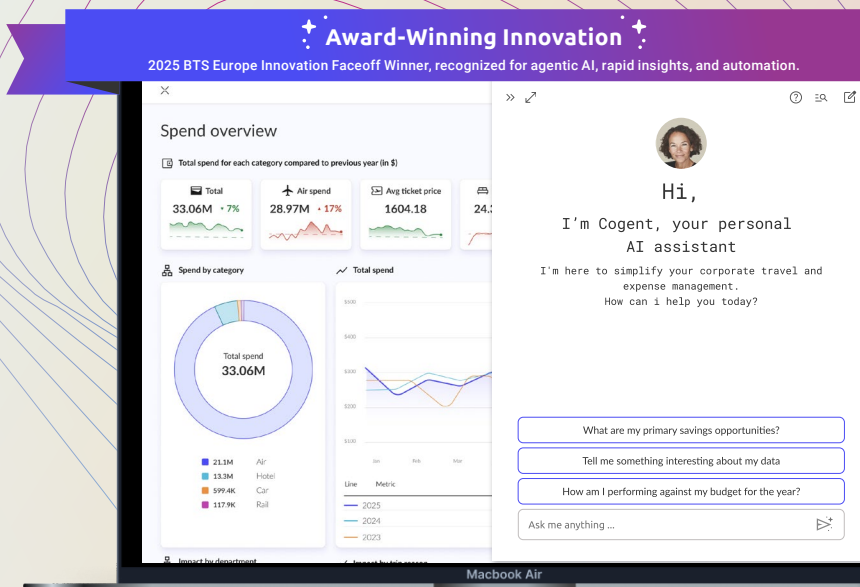 Award-Winning Innovation
2025 BTS Europe Innovation Faceoff Winner, recognized for agentic AI, rapid insights, and automation.
Spend overview
Total spend for each category compared to previous year (in $)
Total
33.06M 7%
Air spend
28.97M 17%
Avg ticket price
1604.18
Spend by category
Total spend
33.06M
21.1M Air
13.3M Hotel
599.4K Car
117.9K Rail
Total spend
$500
$400
$300
$200
$100
Jan Feb Mar
Line Metric
2025
2024
2023
Impact by department
Impact by trip reason
Hi,
I'm Cogent, your personal
AI assistant
I'm here to simplify your corporate travel and
expense management.
How can i help you today?
What are my primary savings opportunities?
Tell me something interesting about my data
How am I performing against my budget for the year?
Ask me anything ...
Macbook Air